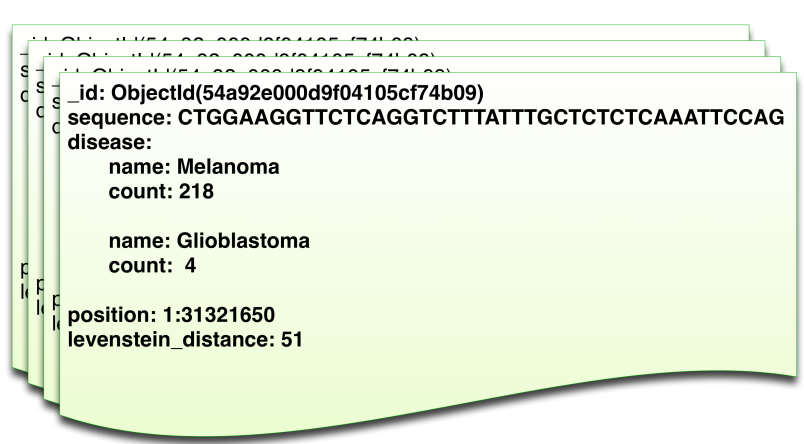 _id: ObjectId(54a92e000d9f04105cf74b09)
sequence: CTGGAAGGTTCTCAGGTCTTTATTTGCTCTCTCAAATTCCAG
disease:
name: Melanoma
count: 218
name: Glioblastoma
count: 4
position: 1:31321650
levenstein_distance: 51